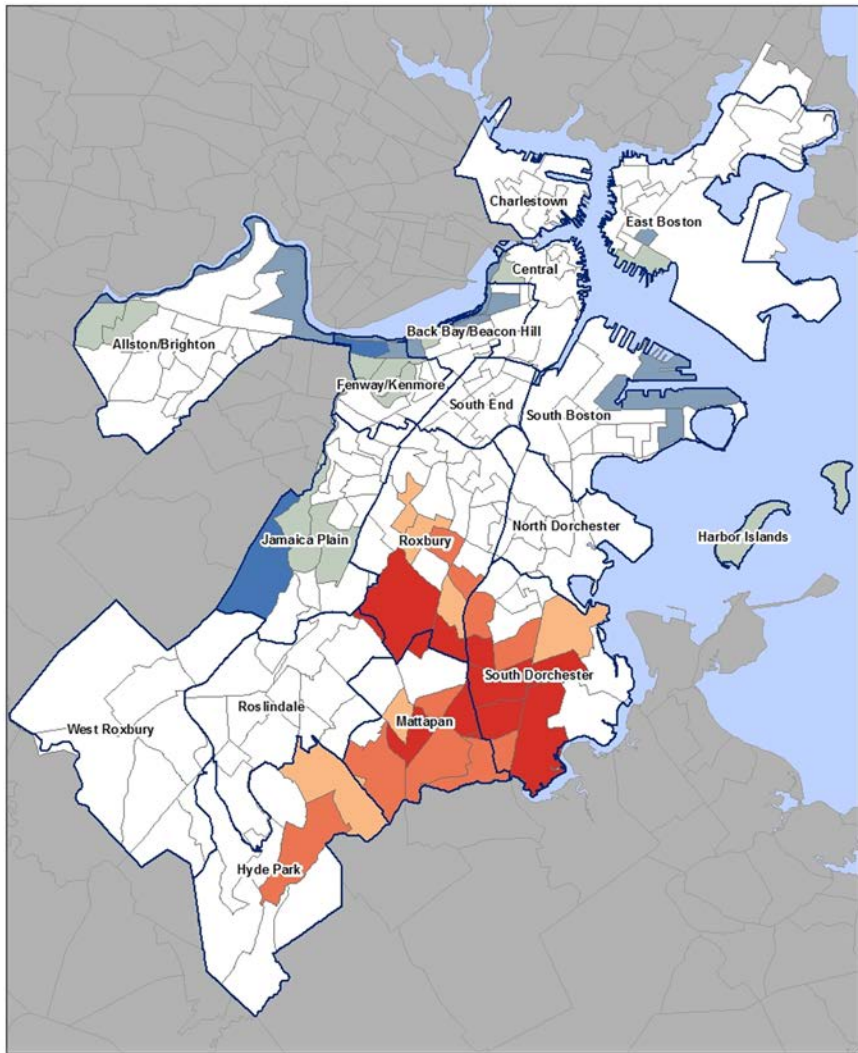 Charlestown
East Boston
Central
Back Bay/Beacon Hill
Allston/Brighton
Fenway/Kenmore
South End
South Boston
North Dorchester
Harbor Islands
Jamaica Plain
Roxbury
South Dorchester
West Roxbury
Roslindale
Mattapan
Hyde Park